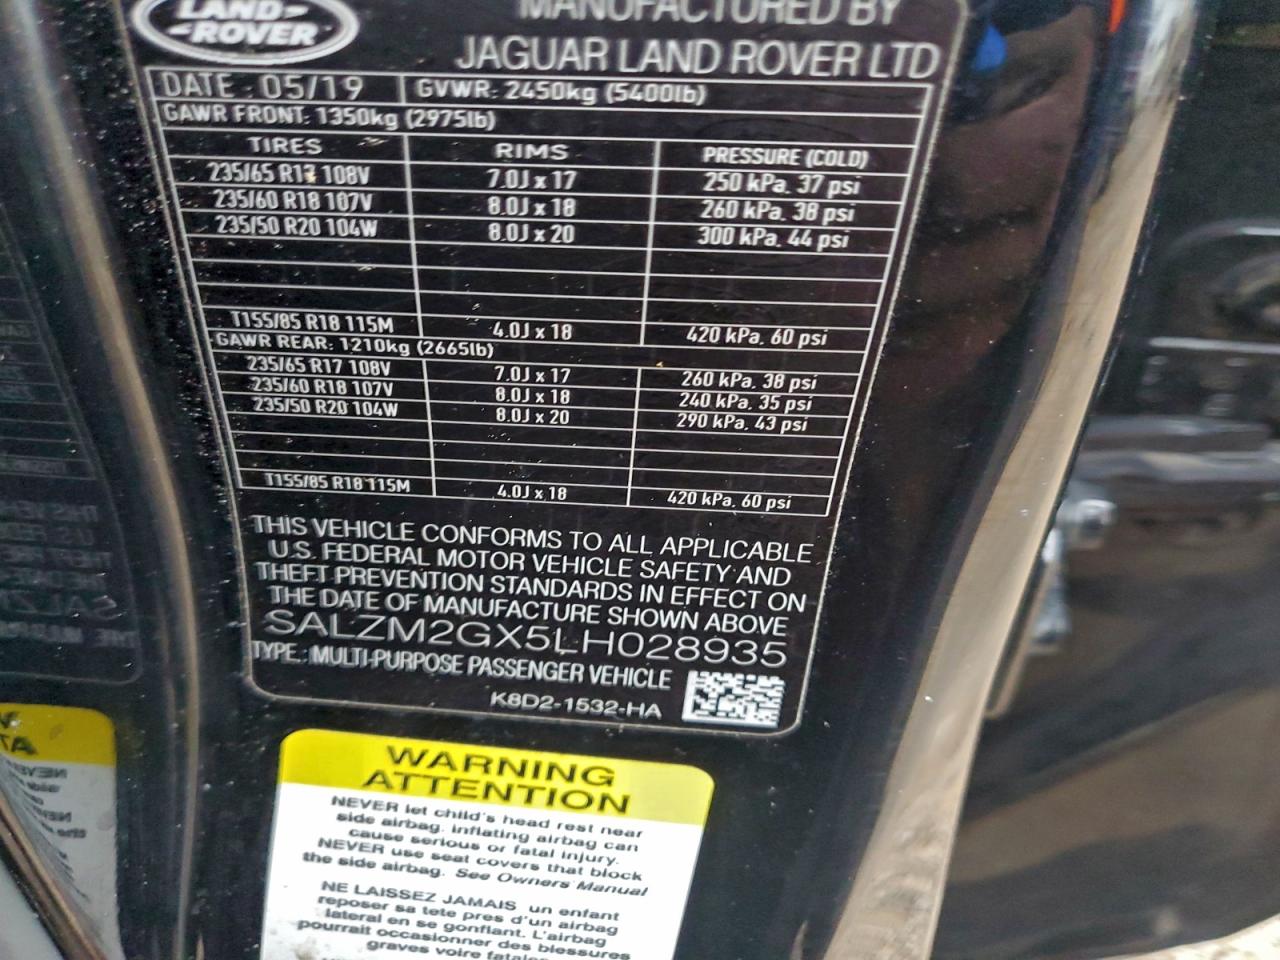 LAND-
-ROVER
MANUFACTURED BY
JAGUAR LAND ROVER LTD
DATE : 05/19 GVWR: 2450kg (5400lb)
GAWR FRONT: 1350kg (2975lb)
TIRES RIMS PRESSURE (COLD)
235/65 R17 108V 7.0J x 17 250 kPa, 37 psi
235/60 R18 107V 8.0J x 18 260 kPa, 38 psi
235/50 R20 104W 8.0J x 20 300 kPa, 44 psi
T155/85 R18 115M 4.0J x 18 420 kPa, 60 psi
GAWR REAR: 1210kg (2665lb)
235/65 R17 108V 7.0J x 17 260 kPa, 38 psi
235/60 R18 107V 8.0J x 18 240 kPa, 35 psi
235/50 R20 104W 8.0J x 20 290 kPa, 43 psi
T155/85 R18 115M 4.0J x 18 420 kPa, 60 psi
THIS VEHICLE CONFORMS TO ALL APPLICABLE
U.S. FEDERAL MOTOR VEHICLE SAFETY AND
THEFT PREVENTION STANDARDS IN EFFECT ON
THE DATE OF MANUFACTURE SHOWN ABOVE
SALZM2GX5LH028935
TYPE.: MULTI-PURPOSE PASSENGER VEHICLE
K8D2-1532-HA
WARNING
ATTENTION
NEVER let child's head rest near
side airbag, inflating airbag can
cause serious or fatal injury.
NEVER use seat covers that block
the side airbag. See Owners Manual
NE LAISSEZ JAMAIS un enfant
reposer sa tete pres d'un airbag
lateral en se gonflant. L'airbag
pourrait occasionner des blessures
graves voire fatales